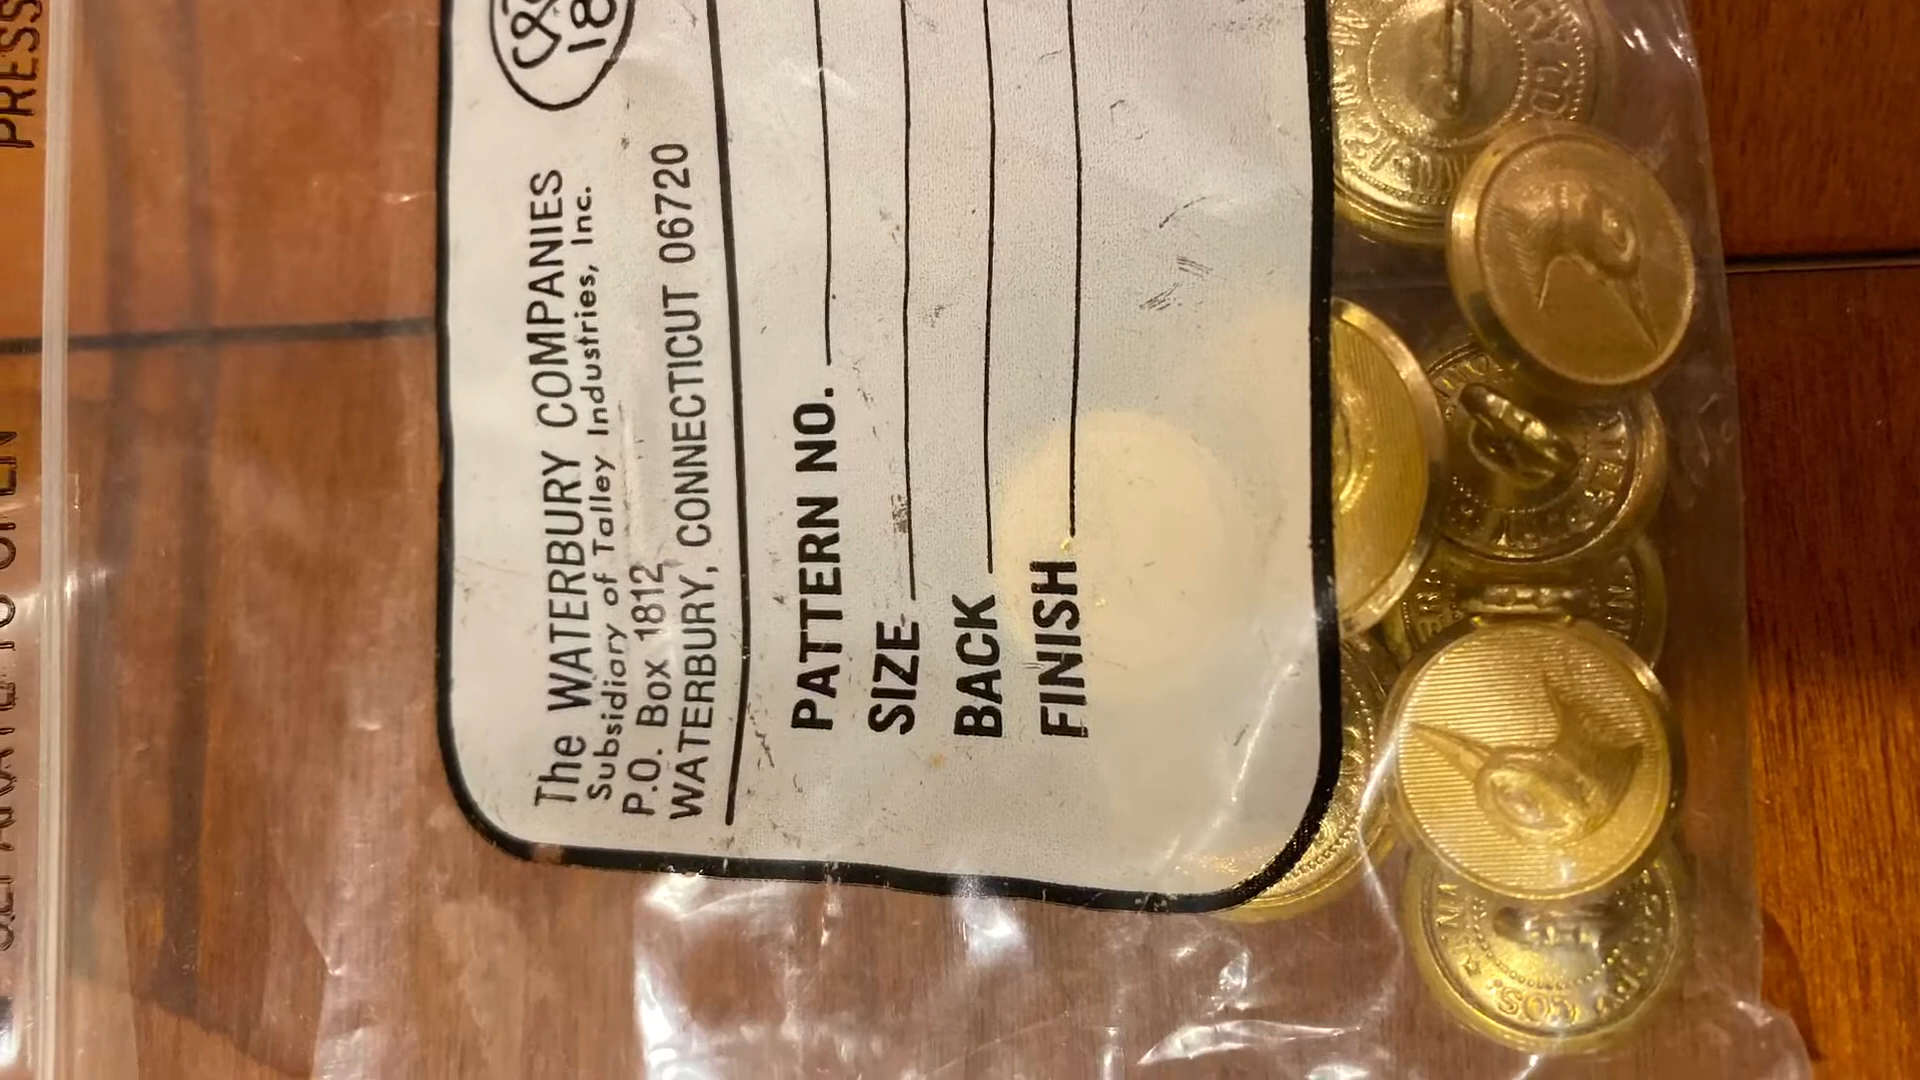 The WATERBURY COMPANIES
Subsidiary of Talley Industries, Inc.
P.O. Box 1812
WATERBURY, CONNECTICUT 06720
PATTERN NO.
SIZE
BACK
FINISH
PRESS